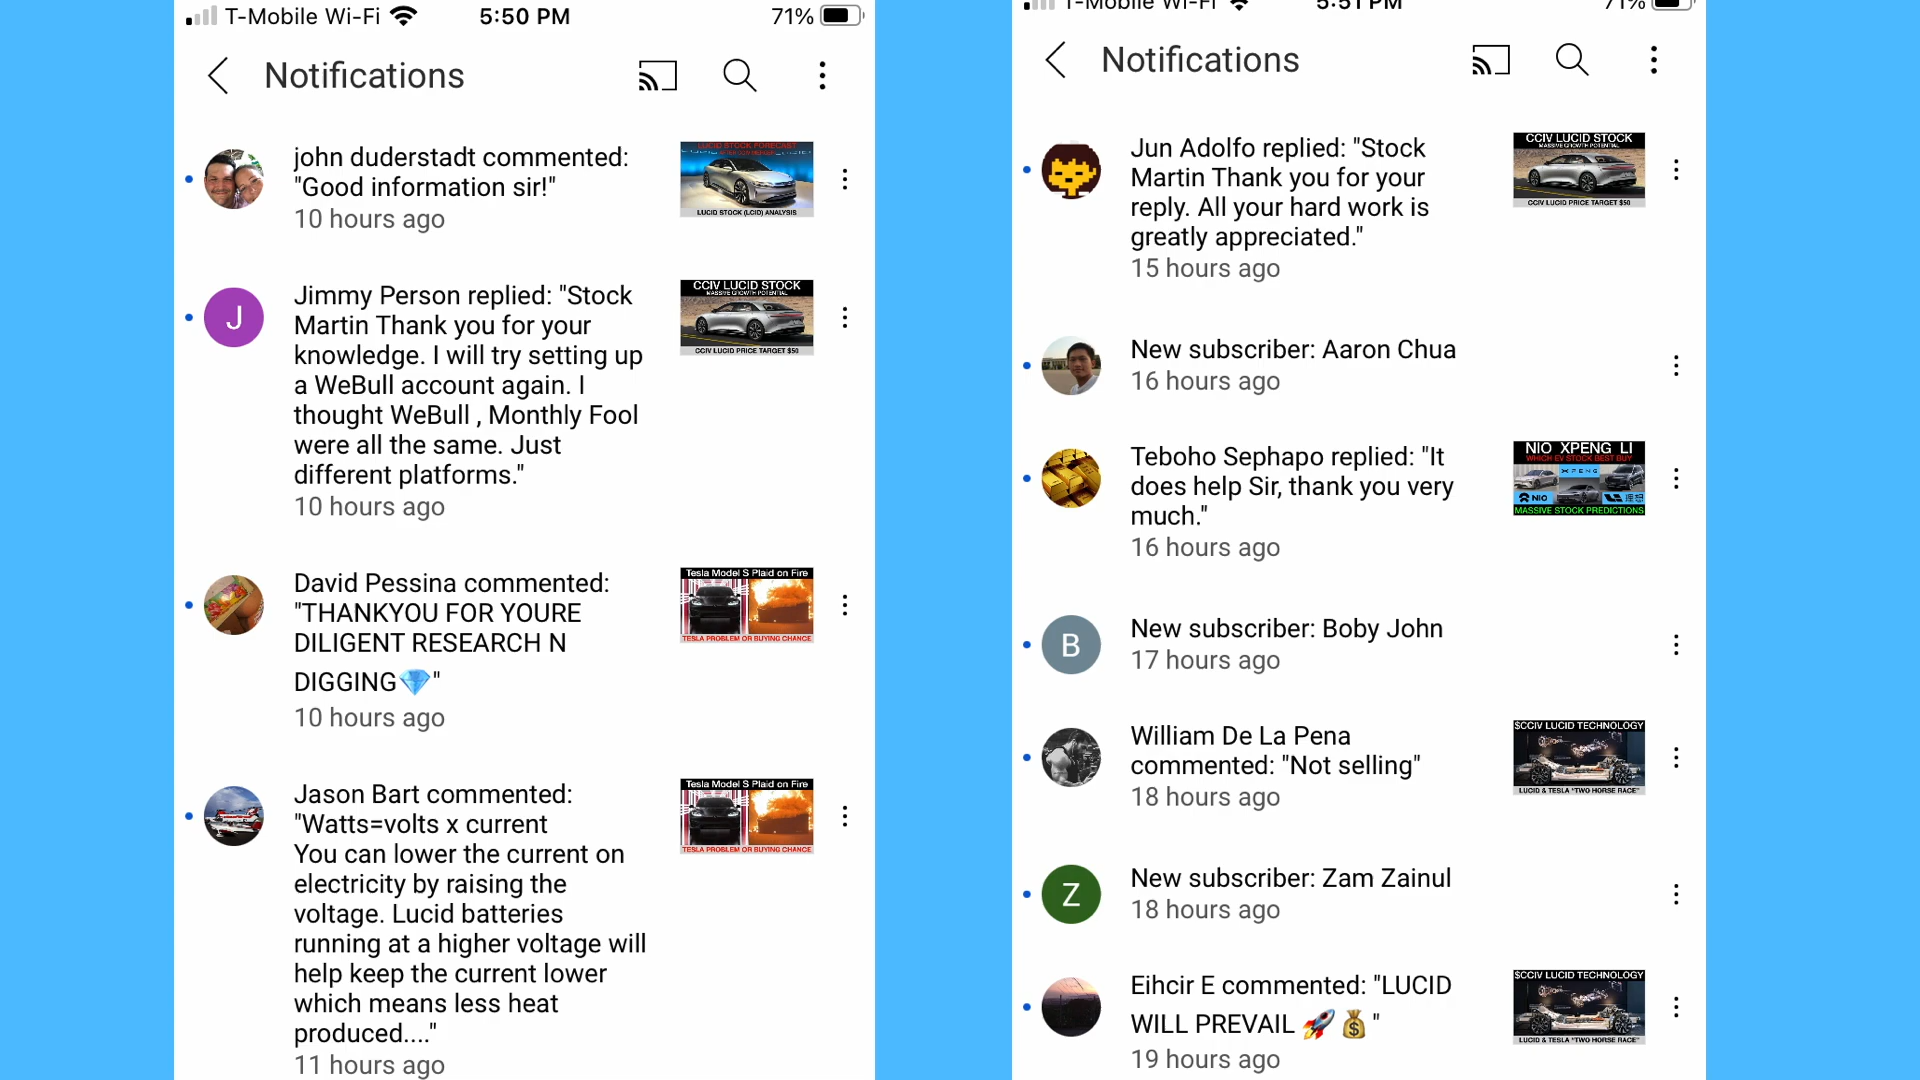 T-Mobile Wi-Fi 5:50 PM 71%
Notifications
john duderstadt commented:
"Good information sir!"
10 hours ago
LUCID STOCK FORECAST
LUCID STOCK (LCID) ANALYSIS
J
Jimmy Person replied: "Stock
Martin Thank you for your
knowledge. I will try setting up
a WeBull account again. I
thought WeBull , Monthly Fool
were all the same. Just
different platforms."
10 hours ago
CCIV LUCID STOCK
MASSIVE GROWTH POTENTIAL
CCIV LUCID PRICE TARGET $50
David Pessina commented:
"THANKYOU FOR YOURE
DILIGENT RESEARCH N
DIGGING💎"
10 hours ago
Tesla Model S Plaid on Fire
TESLA PROBLEM OR BUYING CHANCE
Jason Bart commented:
"Watts=volts x current
You can lower the current on
electricity by raising the
voltage. Lucid batteries
running at a higher voltage will
help keep the current lower
which means less heat
produced...."
11 hours ago
Tesla Model S Plaid on Fire
TESLA PROBLEM OR BUYING CHANCE
T-Mobile Wi-Fi 5:51 PM 71%
Notifications
Jun Adolfo replied: "Stock
Martin Thank you for your
reply. All your hard work is
greatly appreciated."
15 hours ago
CCIV LUCID STOCK
MASSIVE GROWTH POTENTIAL
CCIV LUCID PRICE TARGET $50
New subscriber: Aaron Chua
16 hours ago
Teboho Sephapo replied: "It
does help Sir, thank you very
much."
16 hours ago
NIO XPENG LI
WHICH EV STOCK BEST BUY
XPENG
NIO
理想
MASSIVE STOCK PREDICTIONS
B
New subscriber: Boby John
17 hours ago
William De La Pena
commented: "Not selling"
18 hours ago
$CCIV LUCID TECHNOLOGY
LUCID & TESLA "TWO HORSE RACE"
Z
New subscriber: Zam Zainul
18 hours ago
Eihcir E commented: "LUCID
WILL PREVAIL 🚀 💰 "
19 hours ago
$CCIV LUCID TECHNOLOGY
LUCID & TESLA "TWO HORSE RACE"